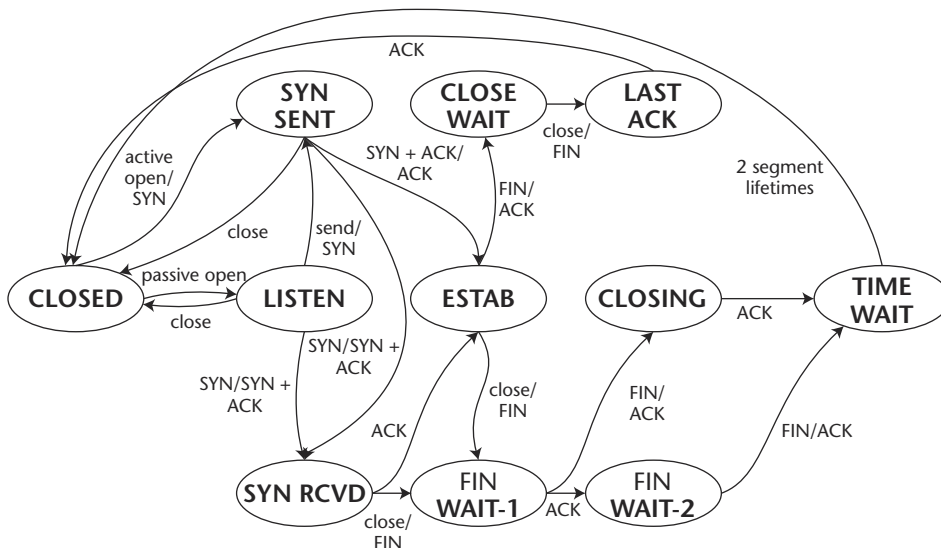 ACK
SYN
SENT
CLOSE
WAIT
LAST
ACK
close/
FIN
active
open/
SYN
SYN + ACK/
ACK
2 segment
lifetimes
FIN/
ACK
close
send/
SYN
passive open
CLOSED
LISTEN
ESTAB
CLOSING
TIME
WAIT
close
ACK
SYN/SYN +
ACK
SYN/SYN +
ACK
close/
FIN
FIN/
ACK
ACK
FIN/ACK
SYN RCVD
FIN
WAIT-1
FIN
WAIT-2
close/
FIN
ACK